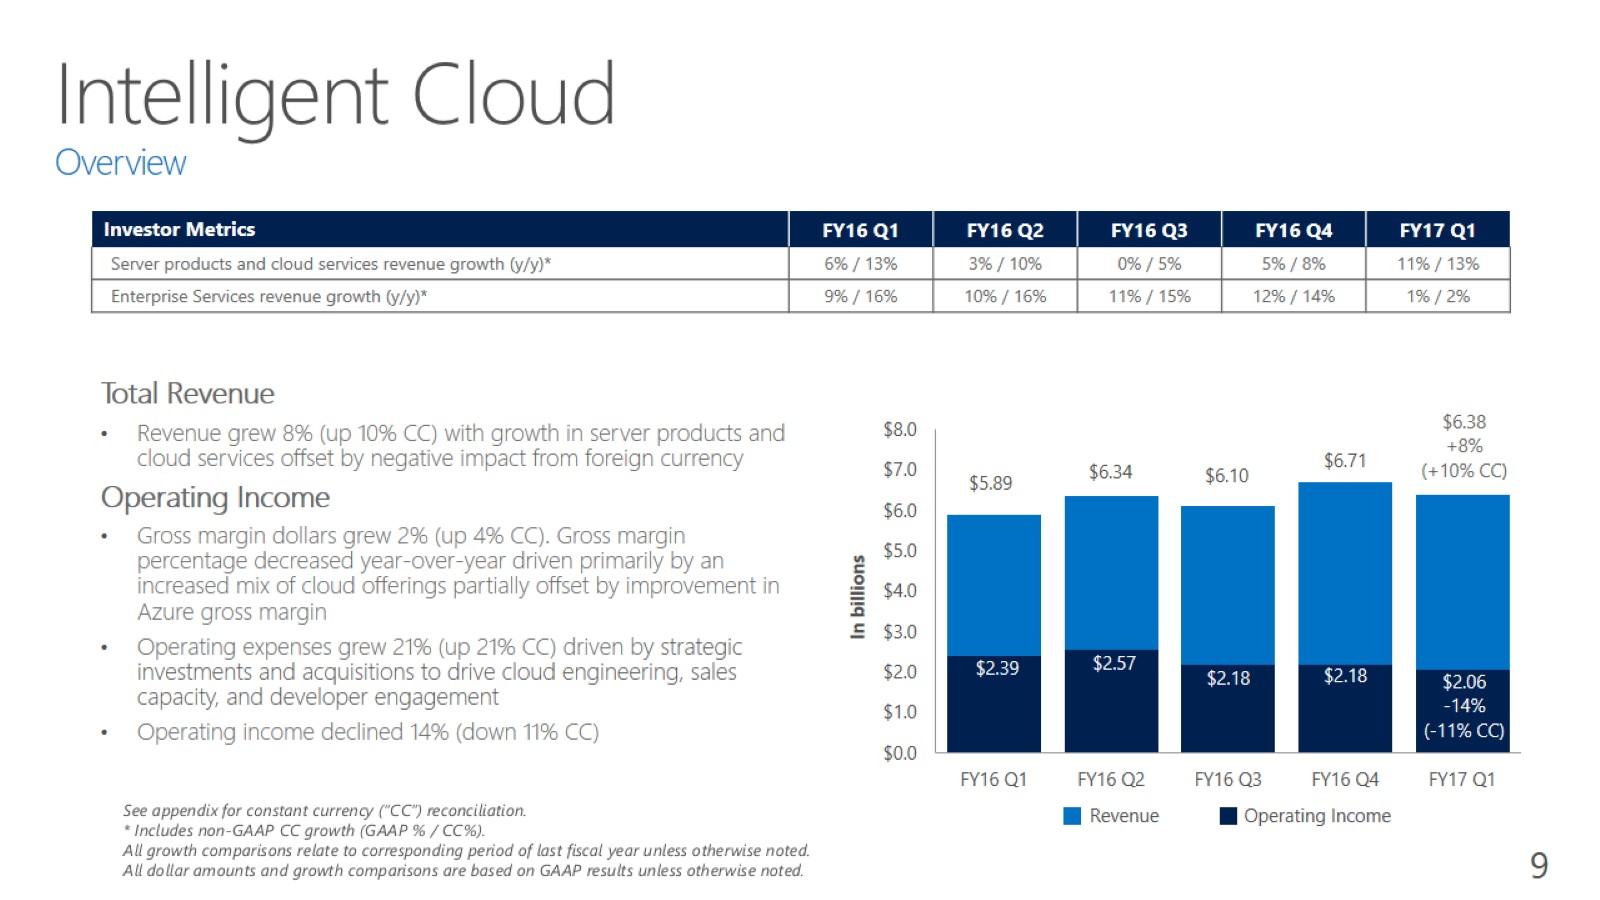 Intelligent Cloud
Overview
Investor Metrics FY16 Q1 FY16 Q2 FY16 Q3 FY16 Q4 FY17 Q1
Server products and cloud services revenue growth (y/y)* 6% / 13% 3% / 10% 0% / 5% 5% / 8% 11% / 13%
Enterprise Services revenue growth (y/y)* 9% / 16% 10% / 16% 11% / 15% 12% / 14% 1% / 2%
Total Revenue
• Revenue grew 8% (up 10% CC) with growth in server products and
cloud services offset by negative impact from foreign currency
Operating Income
• Gross margin dollars grew 2% (up 4% CC). Gross margin
percentage decreased year-over-year driven primarily by an
increased mix of cloud offerings partially offset by improvement in
Azure gross margin
• Operating expenses grew 21% (up 21% CC) driven by strategic
investments and acquisitions to drive cloud engineering, sales
capacity, and developer engagement
• Operating income declined 14% (down 11% CC)
In billions
$8.0
$7.0
$6.0
$5.0
$4.0
$3.0
$2.0
$1.0
$0.0
$5.89
$6.34
$6.10
$6.71
$6.38
+8%
(+10% CC)
$2.39
$2.57
$2.18
$2.18
$2.06
-14%
(-11% CC)
FY16 Q1 FY16 Q2 FY16 Q3 FY16 Q4 FY17 Q1
Revenue Operating Income
See appendix for constant currency ("CC") reconciliation.
* Includes non-GAAP CC growth (GAAP % / CC%).
All growth comparisons relate to corresponding period of last fiscal year unless otherwise noted.
All dollar amounts and growth comparisons are based on GAAP results unless otherwise noted.
9